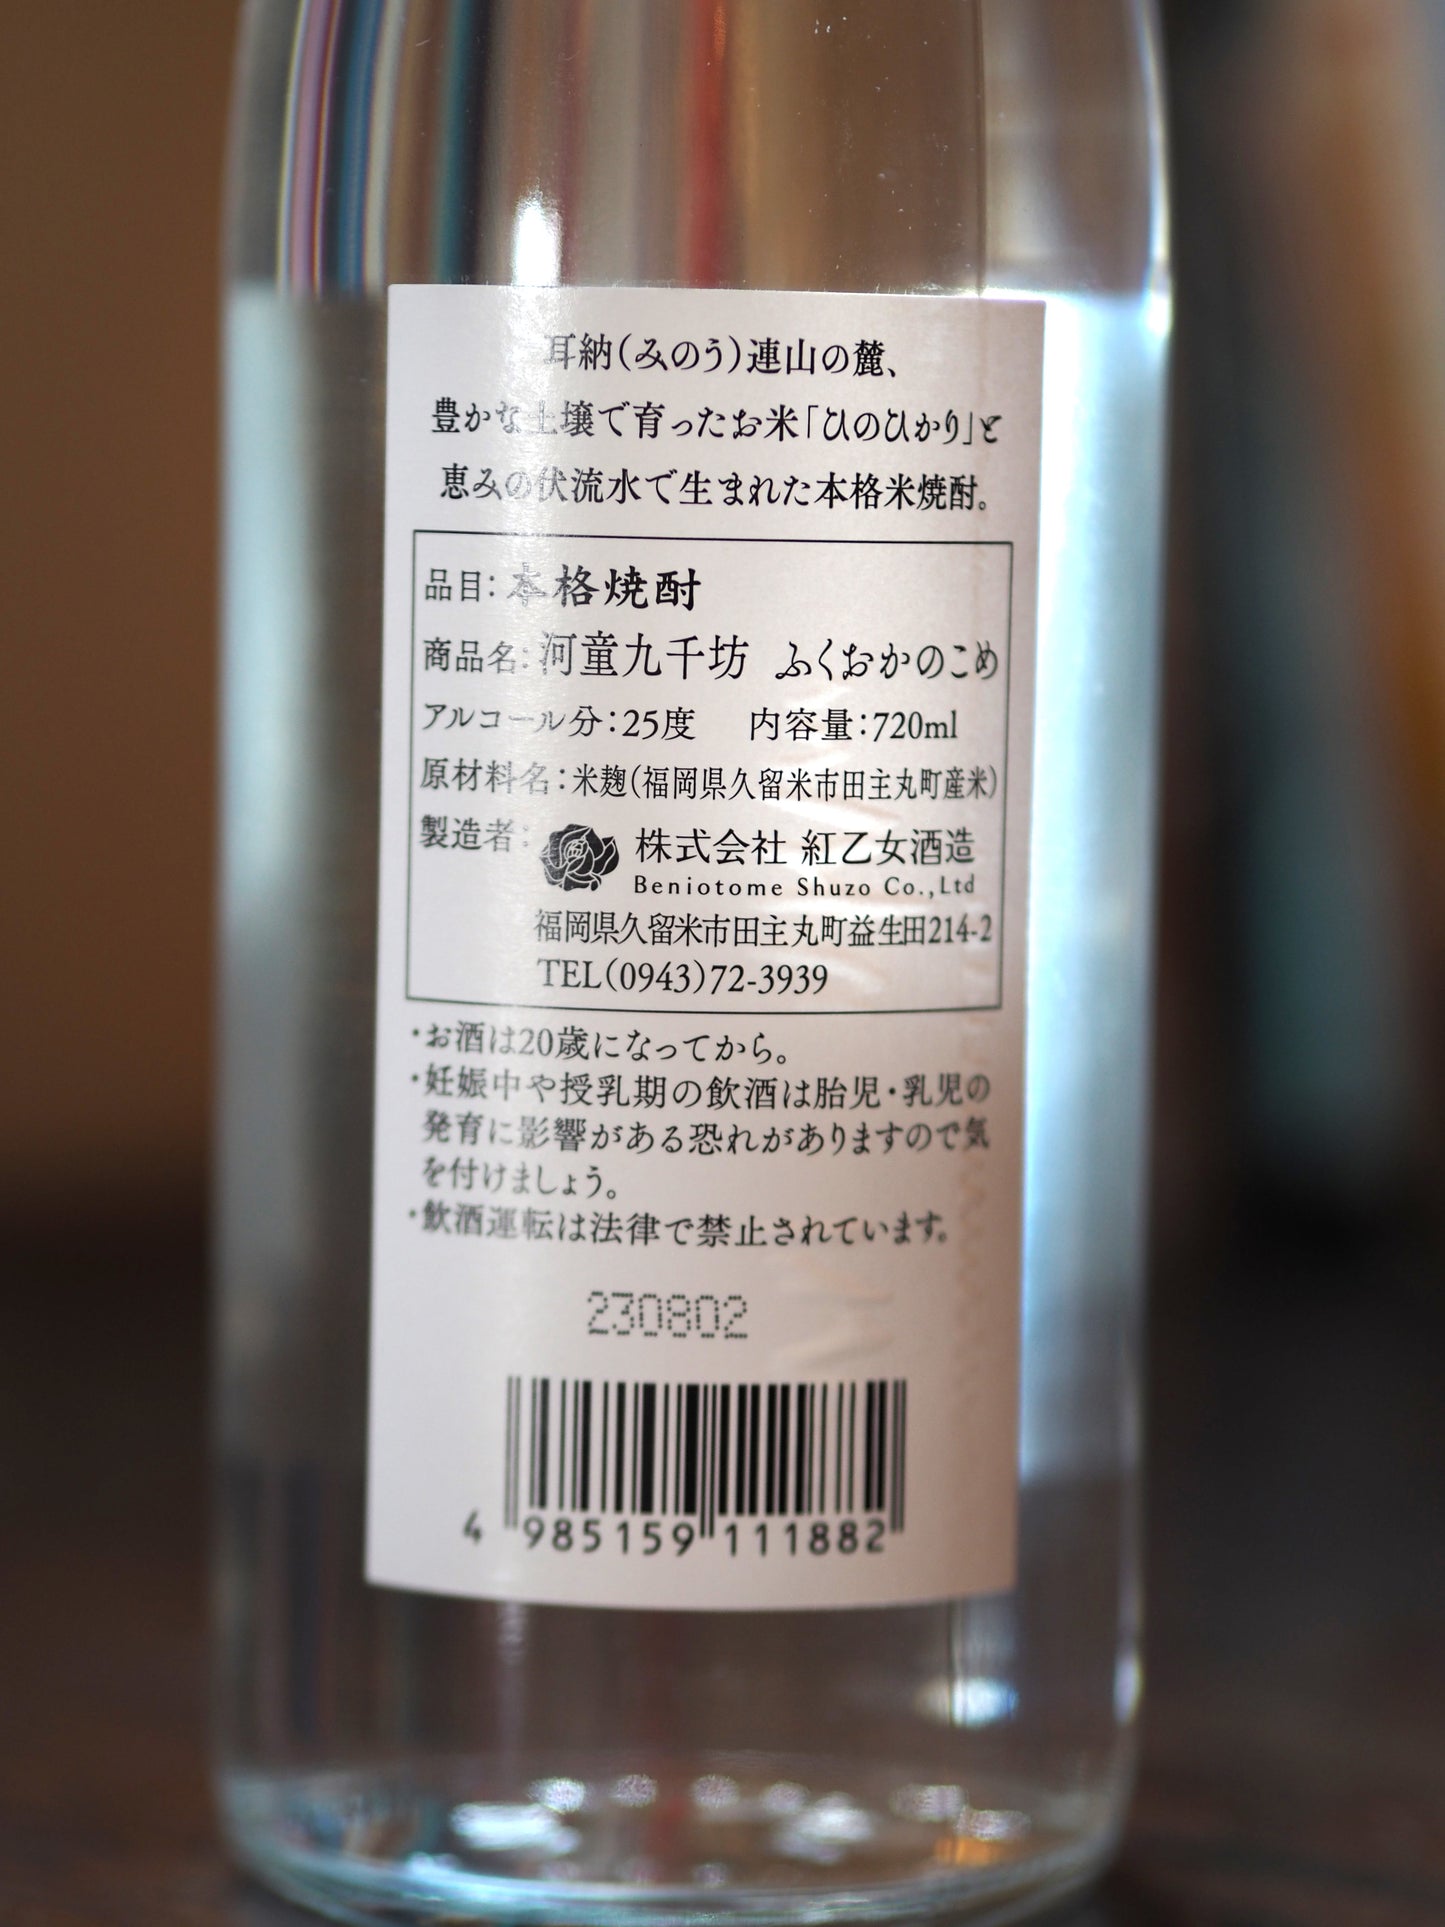 耳納(みのう)連山の麓、
豊かな土壌で育ったお米「ひのひかり」と
恵みの伏流水で生まれた本格米焼酎。
品目：本格焼酎
商品名：河童九千坊 ふくおかのこめ
アルコール分：25度 内容量：720ml
原材料名：米麹(福岡県久留米市田主丸町産米)
製造者： 株式会社 紅乙女酒造
Beniotome Shuzo Co.,Ltd
福岡県久留米市田主丸町益生田214-2
TEL(0943)72-3939
・お酒は20歳になってから。
・妊娠中や授乳期の飲酒は胎児・乳児の
発育に影響がある恐れがありますので気
を付けましょう。
・飲酒運転は法律で禁止されています。
230802
4 985159 111882